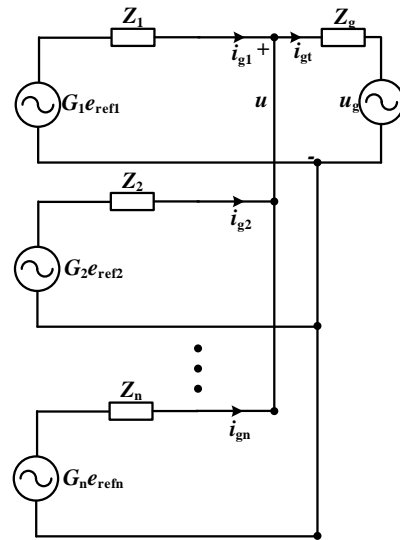 Z1
Zg
ig1
+
igt
G1eref1
u
ug
-
Z2
ig2
G2eref2
Zn
ign
Gnerefn